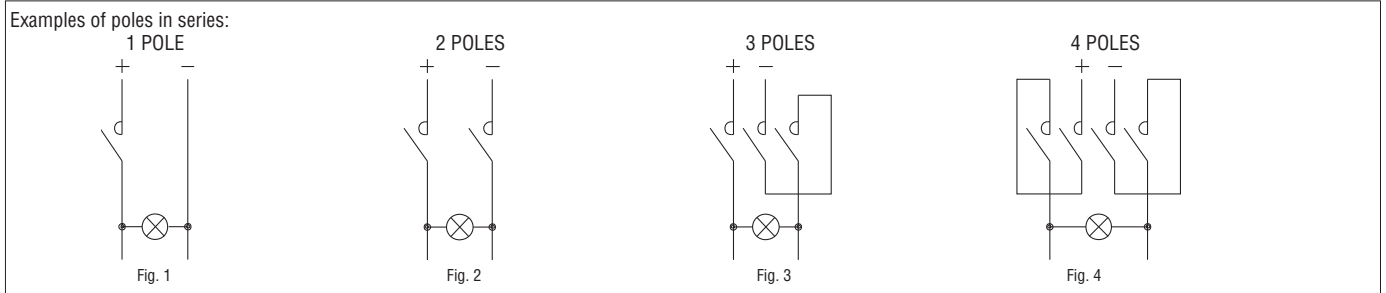 Examples of poles in series:
1 POLE 2 POLES 3 POLES 4 POLES
+ − + − + − + −
Fig. 1 Fig. 2 Fig. 3 Fig. 4